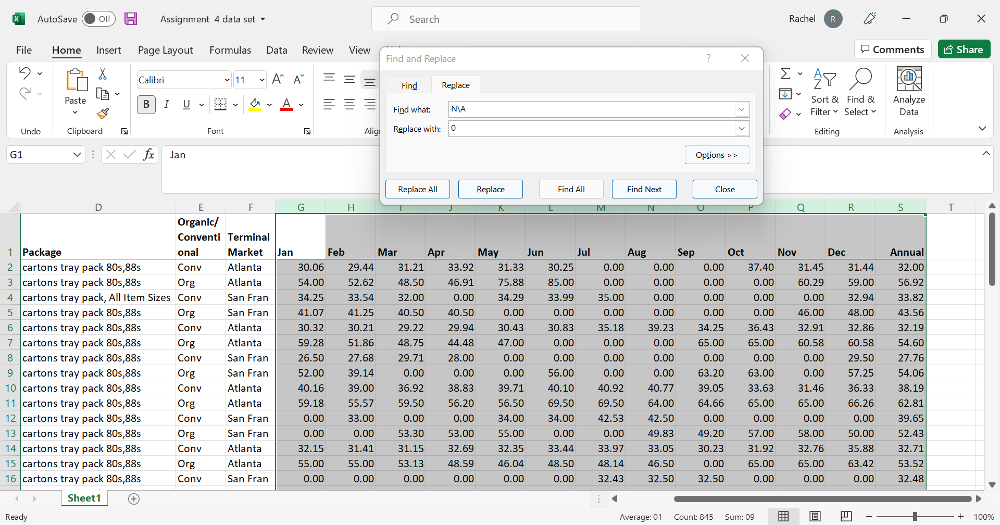 AutoSave Off Assignment 4 data set Search Rachel R
File Home Insert Page Layout Formulas Data Review View Comments Share
Find and Replace ?
Find Replace
Find what: N\A
Replace with: 0
Options >>
Replace All Replace Find All Find Next Close
Paste Calibri 11 B I U A A A
Sort & Filter Find & Select Analyze Data
Undo Clipboard Font Editing Analysis
G1 fx Jan
D E F G H I J K L M N O P Q R S T
Organic/
Conventi Terminal
1 Package onal Market Jan Feb Mar Apr May Jun Jul Aug Sep Oct Nov Dec Annual
2 cartons tray pack 80s,88s Conv Atlanta 30.06 29.44 31.21 33.92 31.33 30.25 0.00 0.00 0.00 37.40 31.45 31.44 32.00
3 cartons tray pack 80s,88s Org Atlanta 54.00 52.62 48.50 46.91 75.88 85.00 0.00 0.00 0.00 0.00 60.29 59.00 56.92
4 cartons tray pack, All Item Sizes Conv San Fran 34.25 33.54 32.00 0.00 34.29 33.99 35.00 0.00 0.00 0.00 0.00 32.94 33.82
5 cartons tray pack 80s,88s Org San Fran 41.07 41.25 40.50 40.50 0.00 0.00 0.00 0.00 0.00 0.00 46.00 48.00 43.56
6 cartons tray pack 80s,88s Conv Atlanta 30.32 30.21 29.22 29.94 30.43 30.83 35.18 39.23 34.25 36.43 32.91 32.86 32.19
7 cartons tray pack 80s,88s Org Atlanta 59.28 51.86 48.75 44.48 47.00 0.00 0.00 0.00 65.00 65.00 60.58 60.58 54.60
8 cartons tray pack 80s,88s Conv San Fran 26.50 27.68 29.71 28.00 0.00 0.00 0.00 0.00 0.00 0.00 0.00 29.50 27.76
9 cartons tray pack 80s,88s Org San Fran 52.00 39.14 0.00 0.00 0.00 56.00 0.00 0.00 63.20 63.00 0.00 57.25 54.06
10 cartons tray pack 80s,88s Conv Atlanta 40.16 39.00 36.92 38.83 39.71 40.10 40.92 40.77 39.05 33.63 31.46 36.33 38.19
11 cartons tray pack 80s,88s Org Atlanta 59.18 55.57 59.50 56.20 56.50 69.50 69.50 64.00 64.66 65.00 65.00 66.26 62.81
12 cartons tray pack 80s,88s Conv San Fran 0.00 33.00 0.00 0.00 34.00 34.00 42.53 42.50 0.00 0.00 0.00 0.00 39.65
13 cartons tray pack 80s,88s Org San Fran 0.00 0.00 53.30 53.00 55.00 0.00 0.00 49.83 49.20 57.00 58.00 50.00 52.43
14 cartons tray pack 80s,88s Conv Atlanta 32.15 31.41 31.15 32.69 32.35 33.44 33.97 33.05 30.23 31.92 32.76 35.88 32.71
15 cartons tray pack 80s,88s Org Atlanta 55.00 55.00 53.13 48.59 46.04 48.50 48.14 46.50 0.00 65.00 65.00 63.42 53.52
16 cartons tray pack 80s,88s Conv San Fran 0.00 0.00 0.00 0.00 0.00 0.00 32.43 32.50 32.50 0.00 0.00 0.00 32.48
Sheet1
Ready Average: 01 Count: 845 Sum: 09 100%